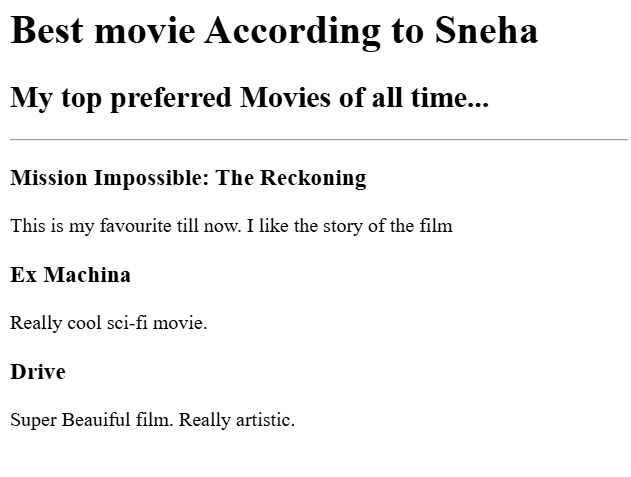 Best movie According to Sneha
My top preferred Movies of all time...
Mission Impossible: The Reckoning
This is my favourite till now. I like the story of the film
Ex Machina
Really cool sci-fi movie.
Drive
Super Beauiful film. Really artistic.